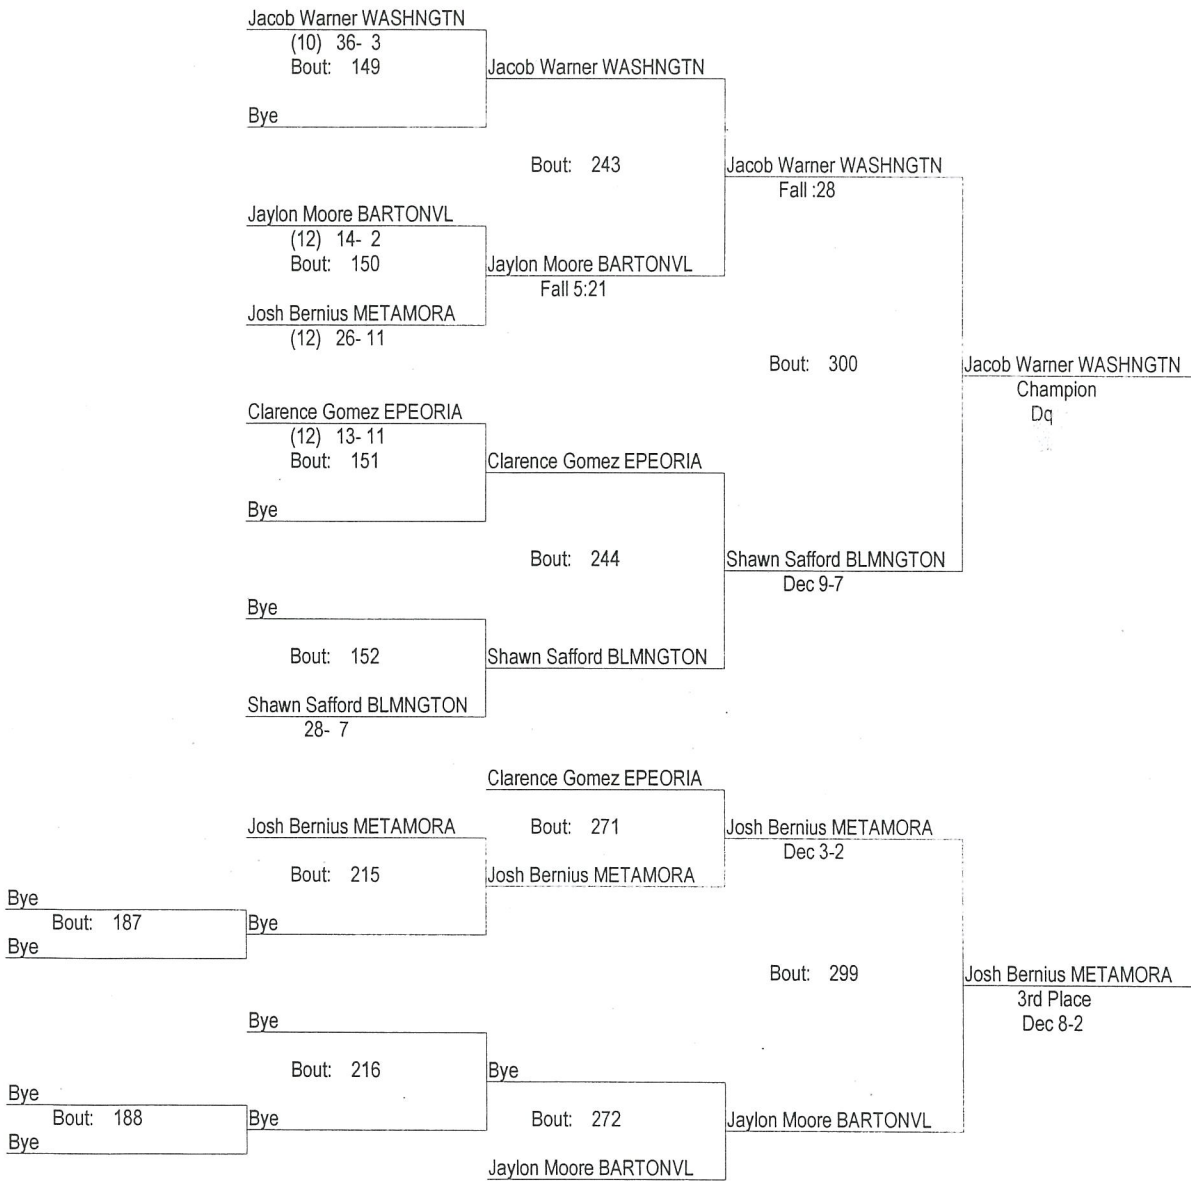 Jacob Warner WASHNGTN
(10) 36- 3
Bout: 149
Jacob Warner WASHNGTN
Bye
Bout: 243
Jacob Warner WASHNGTN
Fall :28
Jaylon Moore BARTONVL
(12) 14- 2
Bout: 150
Jaylon Moore BARTONVL
Fall 5:21
Josh Bernius METAMORA
(12) 26- 11
Bout: 300
Jacob Warner WASHNGTN
Champion
Dq
Clarence Gomez EPEORIA
(12) 13- 11
Bout: 151
Clarence Gomez EPEORIA
Bye
Bout: 244
Shawn Safford BLMNGTON
Dec 9-7
Bye
Bout: 152
Shawn Safford BLMNGTON
Shawn Safford BLMNGTON
28- 7
Clarence Gomez EPEORIA
Josh Bernius METAMORA
Bout: 271
Josh Bernius METAMORA
Dec 3-2
Bout: 215
Josh Bernius METAMORA
Bye
Bout: 187
Bye
Bye
Bout: 299
Josh Bernius METAMORA
3rd Place
Dec 8-2
Bye
Bout: 216
Bye
Bye
Bout: 188
Bye
Bout: 272
Jaylon Moore BARTONVL
Bye
Jaylon Moore BARTONVL